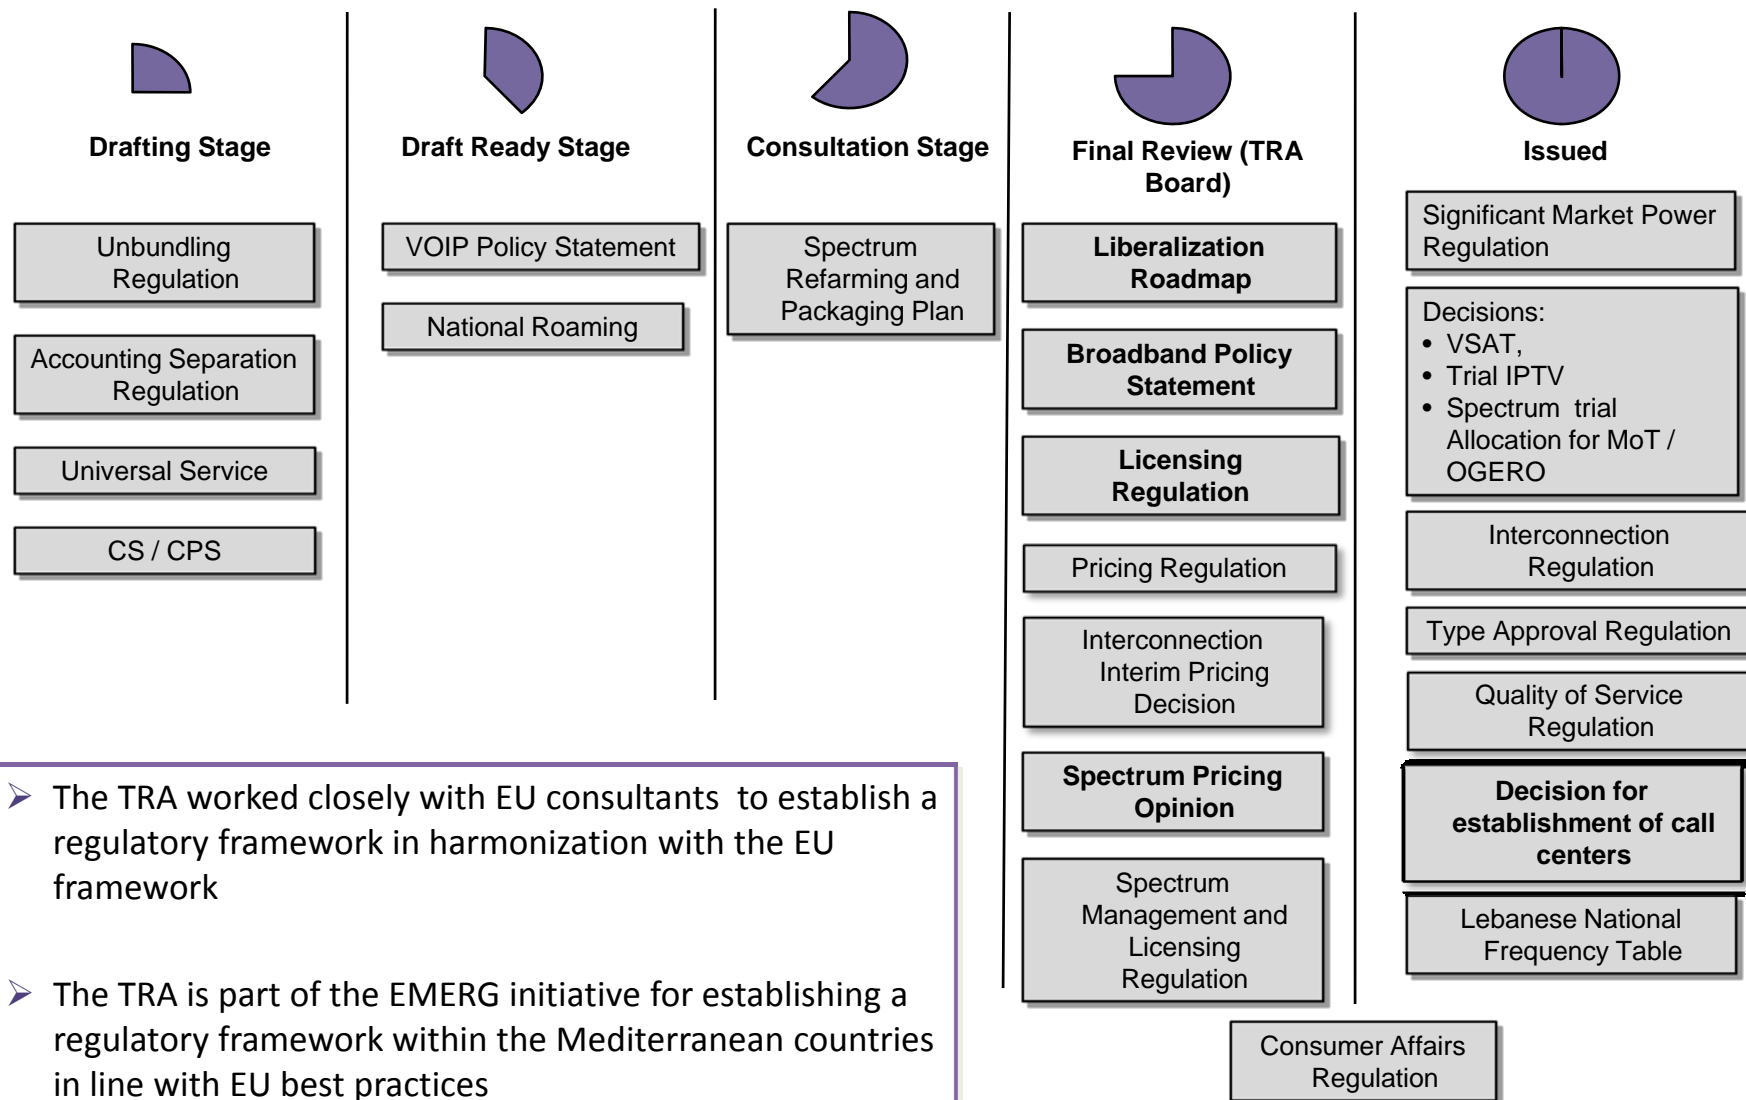 Drafting Stage
Unbundling
Regulation
Accounting Separation
Regulation
Universal Service
CS / CPS
Draft Ready Stage
VOIP Policy Statement
National Roaming
Consultation Stage
Spectrum
Refarming and
Packaging Plan
Final Review (TRA
Board)
Liberalization
Roadmap
Broadband Policy
Statement
Licensing
Regulation
Pricing Regulation
Interconnection
Interim Pricing
Decision
Spectrum Pricing
Opinion
Spectrum
Management and
Licensing
Regulation
Issued
Significant Market Power
Regulation
Decisions:
• VSAT,
• Trial IPTV
• Spectrum trial
Allocation for MoT /
OGERO
Interconnection
Regulation
Type Approval Regulation
Quality of Service
Regulation
Decision for
establishment of call
centers
Lebanese National
Frequency Table
Consumer Affairs
Regulation
➢ The TRA worked closely with EU consultants to establish a
regulatory framework in harmonization with the EU
framework
➢ The TRA is part of the EMERG initiative for establishing a
regulatory framework within the Mediterranean countries
in line with EU best practices